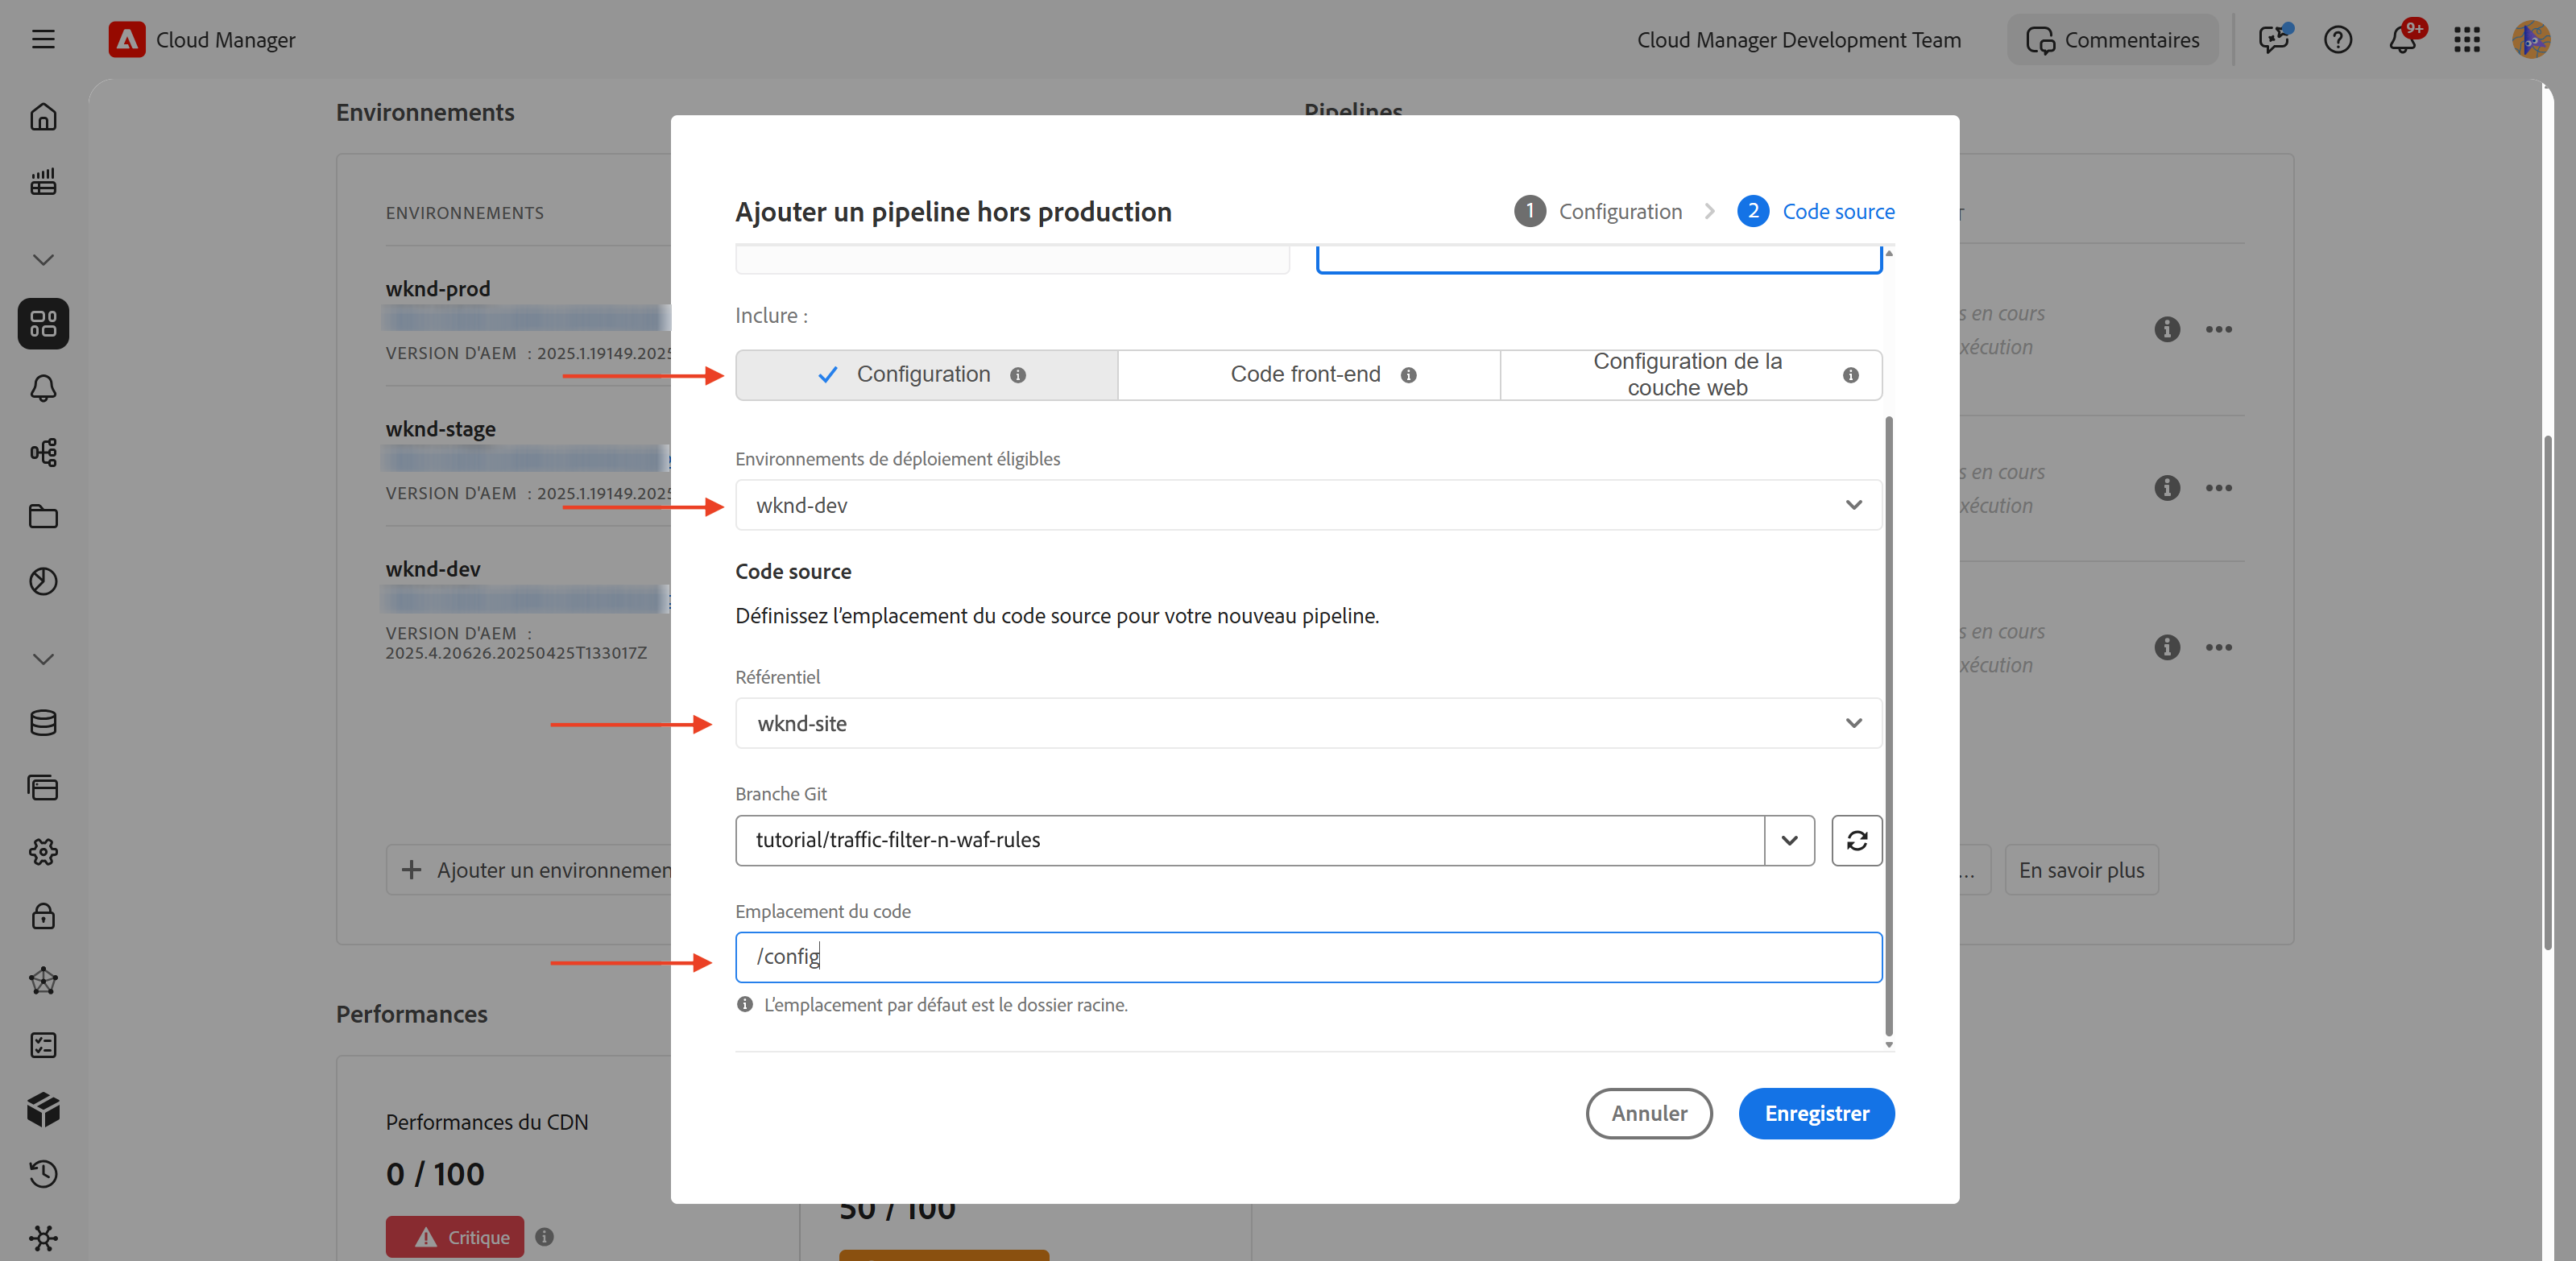 Cloud Manager
Cloud Manager Development Team
Commentaires
9+
Environnements
Pipelines
ENVIRONNEMENTS
wknd-prod
VERSION D'AEM : 2025.1.19149.2025
wknd-stage
VERSION D'AEM : 2025.1.19149.2025
wknd-dev
VERSION D'AEM :
2025.4.20626.20250425T133017Z
Ajouter un environnemen
Performances
Performances du CDN
0 / 100
Critique
50 / 100
Ajouter un pipeline hors production
1 Configuration
2 Code source
Inclure :
Configuration
Code front-end
Configuration de la
couche web
Environnements de déploiement éligibles
wknd-dev
Code source
Définissez l’emplacement du code source pour votre nouveau pipeline.
Référentiel
wknd-site
Branche Git
tutorial/traffic-filter-n-waf-rules
Emplacement du code
/config
L’emplacement par défaut est le dossier racine.
Annuler
Enregistrer
s en cours
xécution
s en cours
xécution
s en cours
xécution
...
En savoir plus